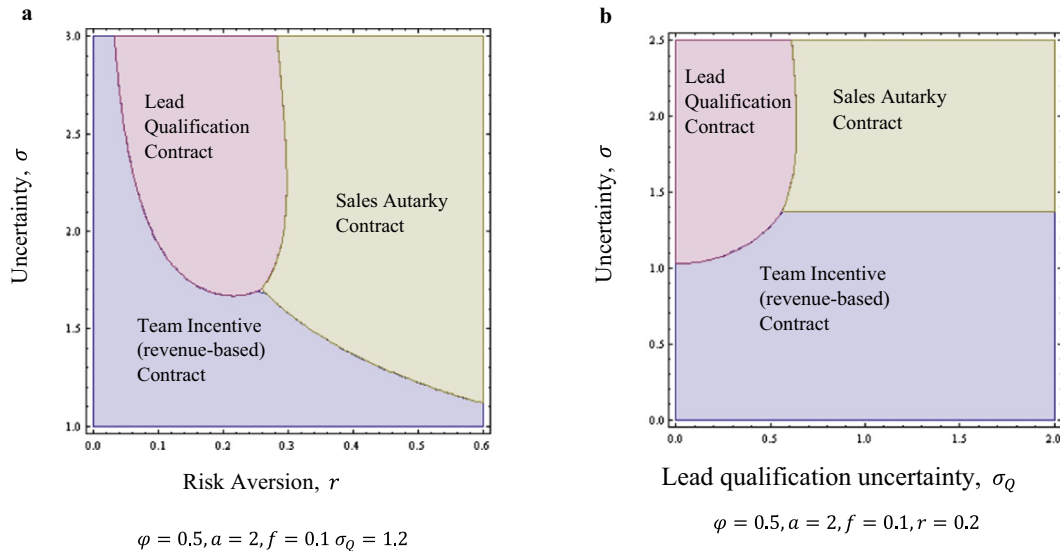 a
3.0
2.5
2.0
1.5
1.0
Uncertainty, σ
Lead
Qualification
Contract
Sales Autarky
Contract
Team Incentive
(revenue-based)
Contract
0.0 0.1 0.2 0.3 0.4 0.5 0.6
Risk Aversion, r
φ = 0.5, a = 2, f = 0.1 σ_Q = 1.2
b
2.5
2.0
1.5
1.0
0.5
0.0
Uncertainty, σ
Lead
Qualification
Contract
Sales Autarky
Contract
Team Incentive
(revenue-based)
Contract
0.0 0.5 1.0 1.5 2.0
Lead qualification uncertainty, σ_Q
φ = 0.5, a = 2, f = 0.1, r = 0.2